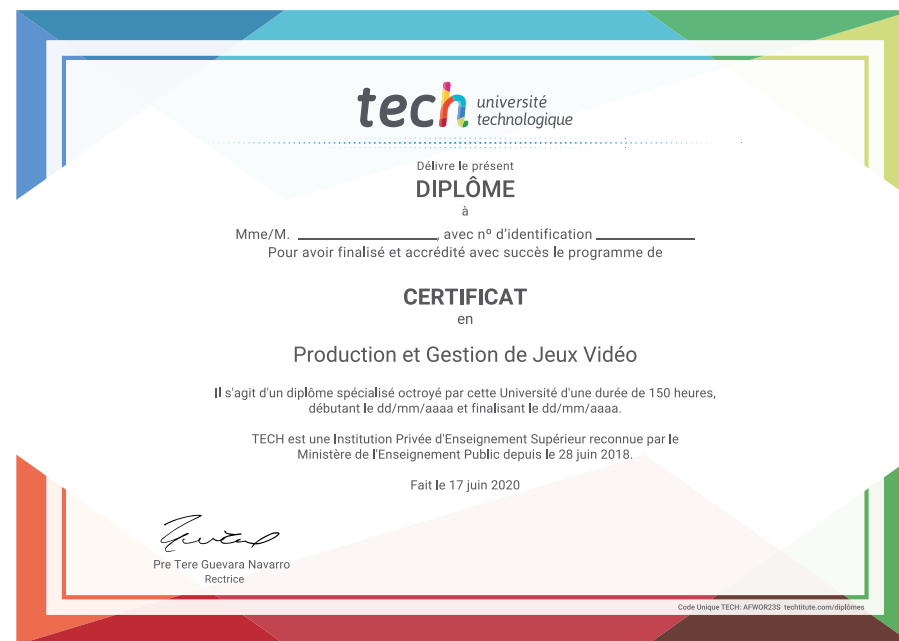 tech université
technologique
Délivre le présent
DIPLÔME
à
Mme/M. ____________________, avec nº d'identification ______________
Pour avoir finalisé et accrédité avec succès le programme de
CERTIFICAT
en
Production et Gestion de Jeux Vidéo
Il s'agit d'un diplôme spécialisé octroyé par cette Université d'une durée de 150 heures,
débutant le dd/mm/aaaa et finalisant le dd/mm/aaaa.
TECH est une Institution Privée d'Enseignement Supérieur reconnue par le
Ministère de l'Enseignement Public depuis le 28 juin 2018.
Fait le 17 juin 2020
Pre Tere Guevara Navarro
Rectrice
Code Unique TECH: AFWOR23S techtitute.com/diplômes